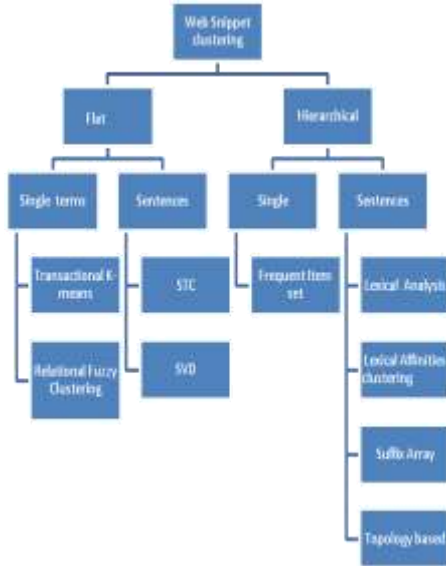 Web Snippet
clustering
Flat
Hierarchical
Single terms
Sentences
Single
Sentences
Transactional K-
means
STC
Frequent Item
set
Lexical Analysis
Relational Fuzzy
Clustering
SVD
Lexical Affinities
clustering
Suffix Array
Topology based